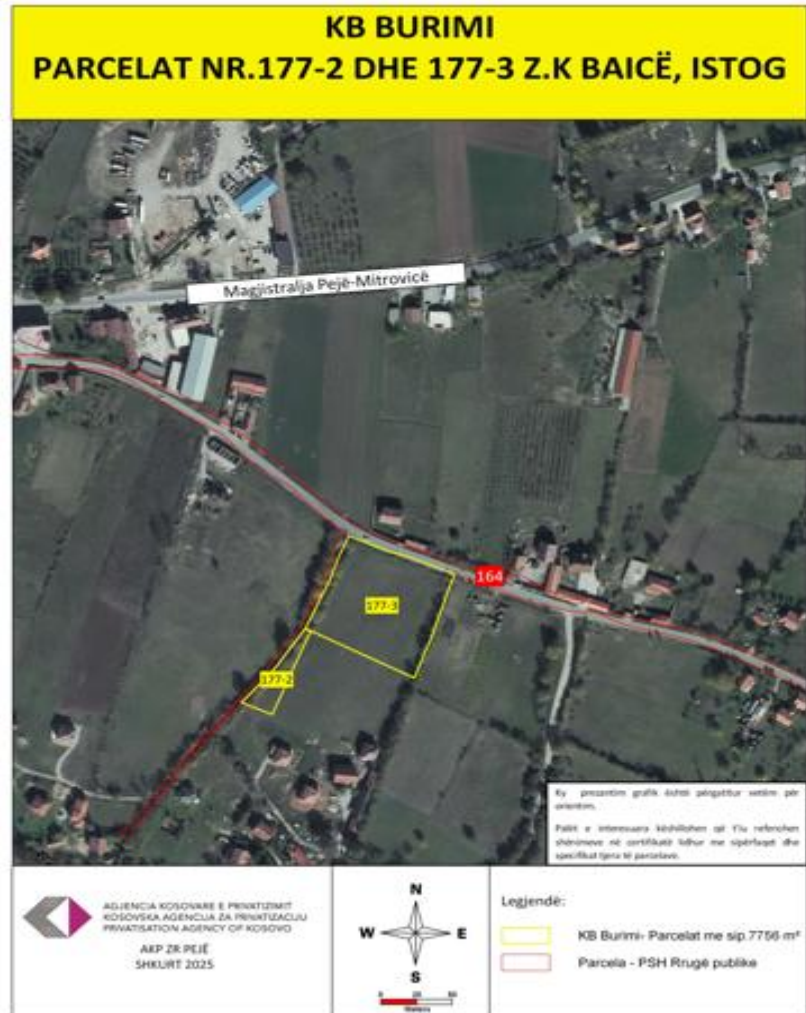 KB BURIMI
PARCELAT NR.177-2 DHE 177-3 Z.K BAICË, ISTOG
Magjistralja Pejë-Mitrovicë
164
177-3
177-2
Ky prezantim grafik është përgatitur vetëm për
orientim.
Palët e interesuara këshillohen që t'iu referohen
shënimeve në certifikatë lidhur me sipërfaqet dhe
specifikat tjera të parcelave.
AGJENCIA KOSOVARE E PRIVATIZIMIT
KOSOVSKA AGENCIJA ZA PRIVATIZACIJU
PRIVATISATION AGENCY OF KOSOVO
AKP ZR PEJË
SHKURT 2025
N
W E
S
0 25 50
Meters
Legjendë:
KB Burimi- Parcelat me sip.7756 m²
Parcela - PSH Rrugë publike